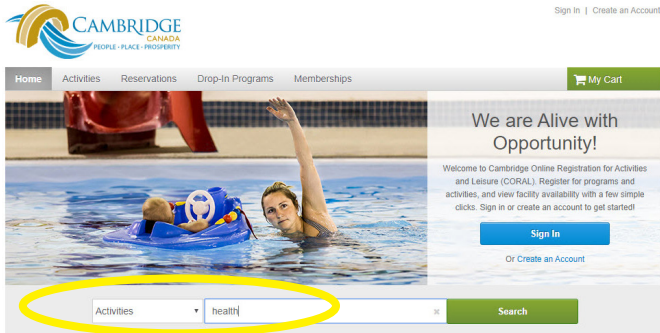 Sign In | Create an Account
CAMBRIDGE
CANADA
PEOPLE · PLACE · PROSPERITY
Home Activities Reservations Drop-In Programs Memberships My Cart
We are Alive with
Opportunity!
Welcome to Cambridge Online Registration for Activities
and Leisure (CORAL). Register for programs and
activities, and view facility availability with a few simple
clicks. Sign in or create an account to get started!
Sign In
Or Create an Account
Activities health Search